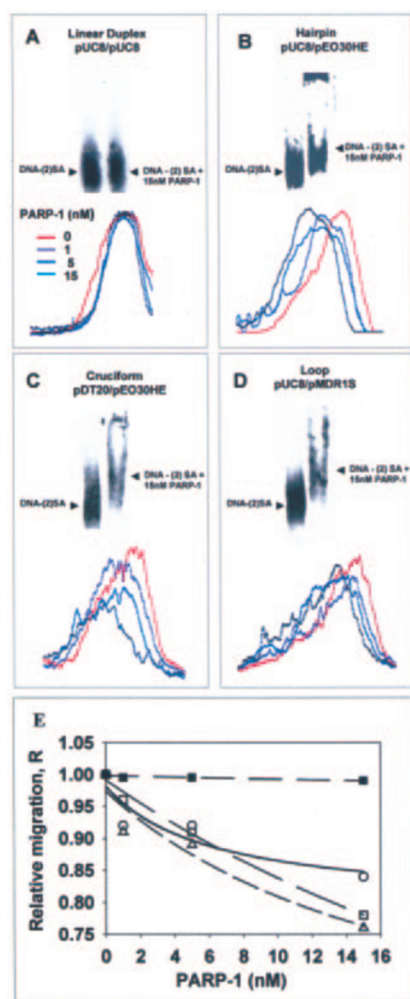 A
Linear Duplex
pUC8/pUC8
DNA-(2)SA
DNA - (2) SA +
15nM PARP-1
PARP-1 (nM)
0
1
5
15
B
Hairpin
pUC8/pEO30HE
DNA-(2)SA
DNA - (2) SA +
15nM PARP-1
C
Cruciform
pDT20/pEO30HE
DNA-(2)SA
DNA - (2) SA +
15nM PARP-1
D
Loop
pUC8/pMDR1S
DNA-(2)SA
DNA - (2) SA +
15nM PARP-1
E
1.05
1.00
0.95
0.90
0.85
0.80
0.75
Relative migration, R
0 2 4 6 8 10 12 14 16
PARP-1 (nM)